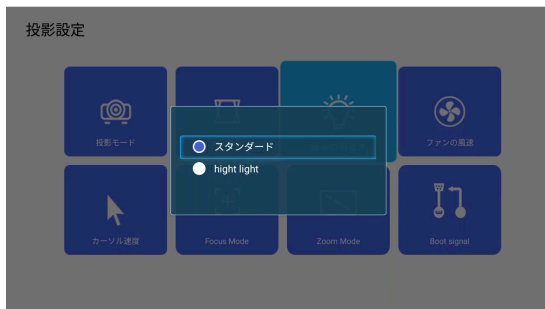 投影設定
スタンダード
hight light
投影モード
ファンの風速
カーソル速度
Focus Mode
Zoom Mode
Boot signal